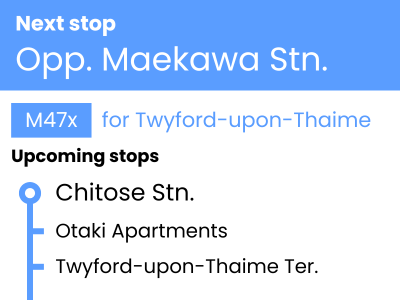 Next stop
Opp. Maekawa Stn.
M47x for Twyford-upon-Thaime
Upcoming stops
Chitose Stn.
Otaki Apartments
Twyford-upon-Thaime Ter.